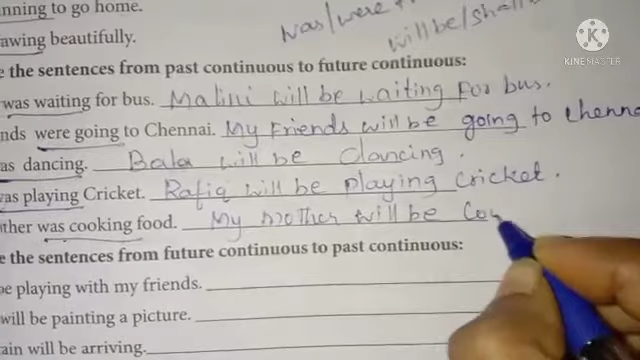 nning to go home.
was/were +
awing beautifully.
will be/shall
KINEMASTER
e the sentences from past continuous to future continuous:
was waiting for bus. Malini will be waiting for bus.
nds were going to Chennai. My Friends will be going to Chenna
as dancing. Bala will be dancing.
as playing Cricket. Rafiq will be playing Cricket.
ther was cooking food. My mother will be Coo
e the sentences from future continuous to past continuous:
be playing with my friends.
will be painting a picture.
ain will be arriving.